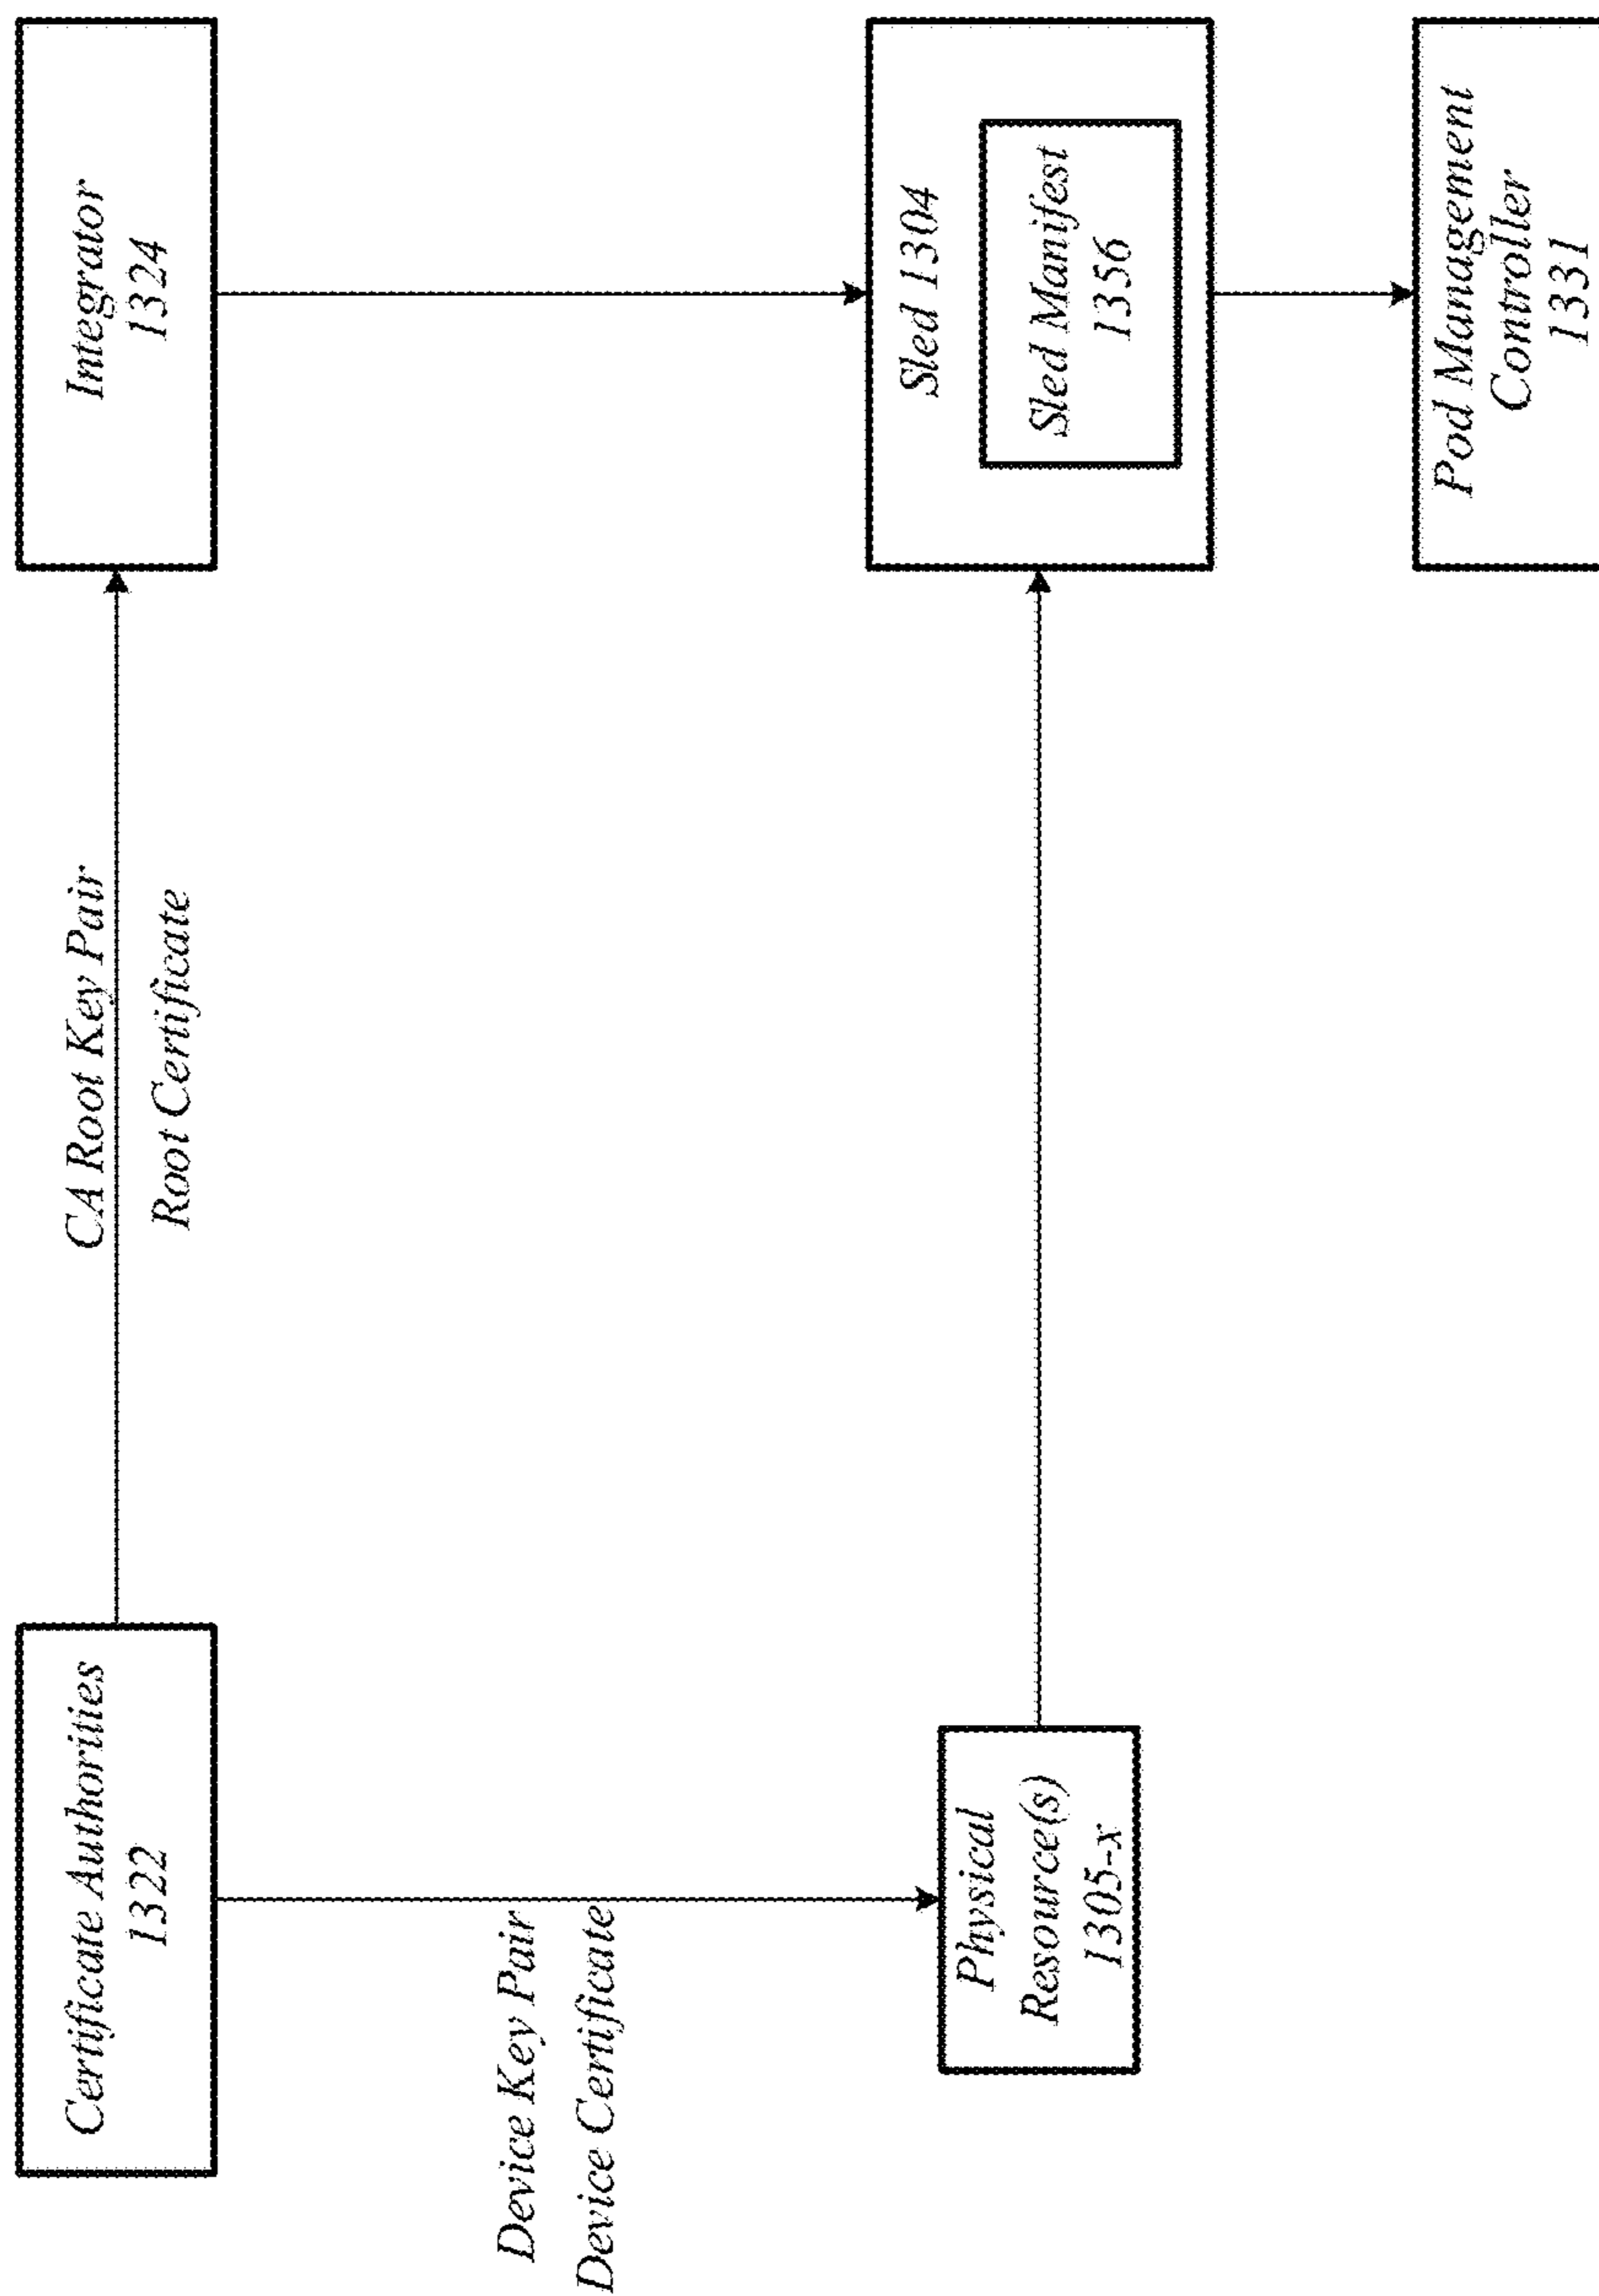 Certificate Authorities
1322
CA Root Key Pair
Root Certificate
Integrator
1324
Device Key Pair
Device Certificate
Physical
Resource(s)
1305-x
Sled 1304
Sled Manifest
1356
Pod Management
Controller
1331